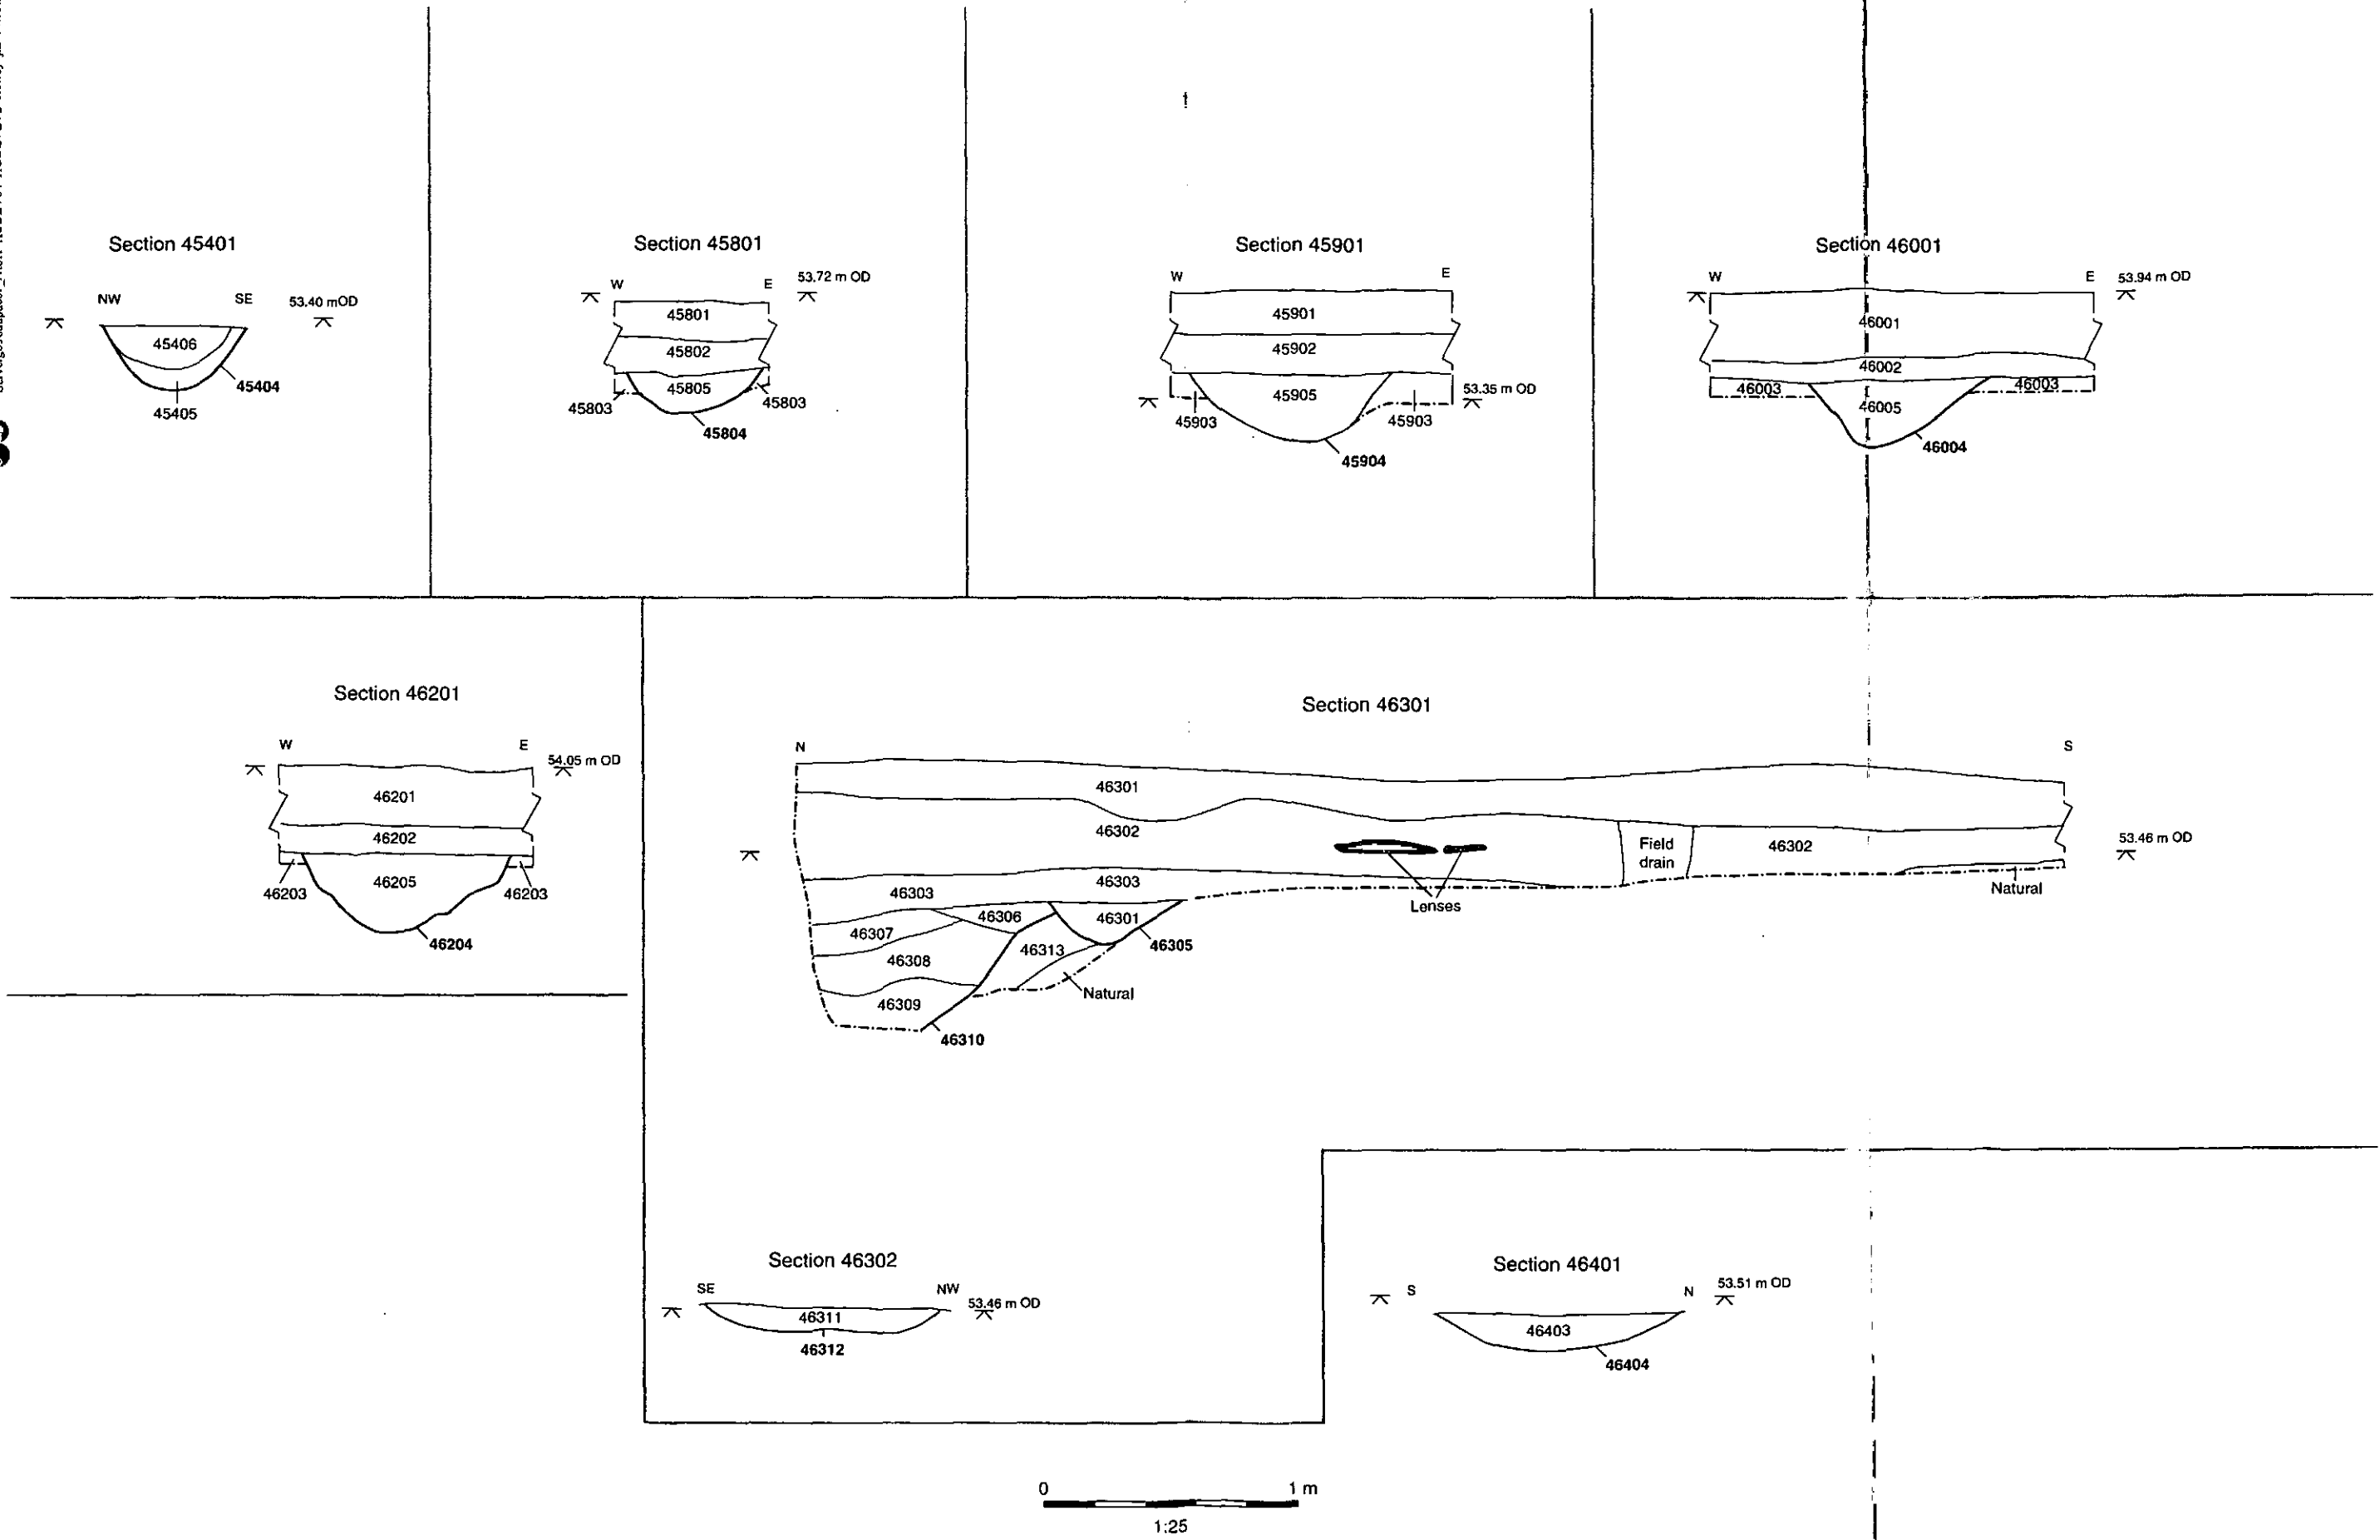 Section 45401
NW SE 53.40 mOD
45406
45404
45405
Section 45801
W E 53.72 m OD
45801
45802
45805
45803 45803
45804
Section 45901
W E
45901
45902
45905 53.35 m OD
45903 45903
45904
Section 46001
W E 53.94 m OD
46001
46002
46003 46003
46005
46004
Section 46201
W E 54.05 m OD
46201
46202
46205
46203 46203
46204
Section 46301
N S
46301
46302
Field
drain
46302
53.46 m OD
46303 46303
Lenses
Natural
46306 46301
46307
46313
46305
46308
46309
Natural
46310
Section 46302
SE NW 53.46 m OD
46311
46312
Section 46401
S N 53.51 m OD
46403
46404
0 1 m
1:25